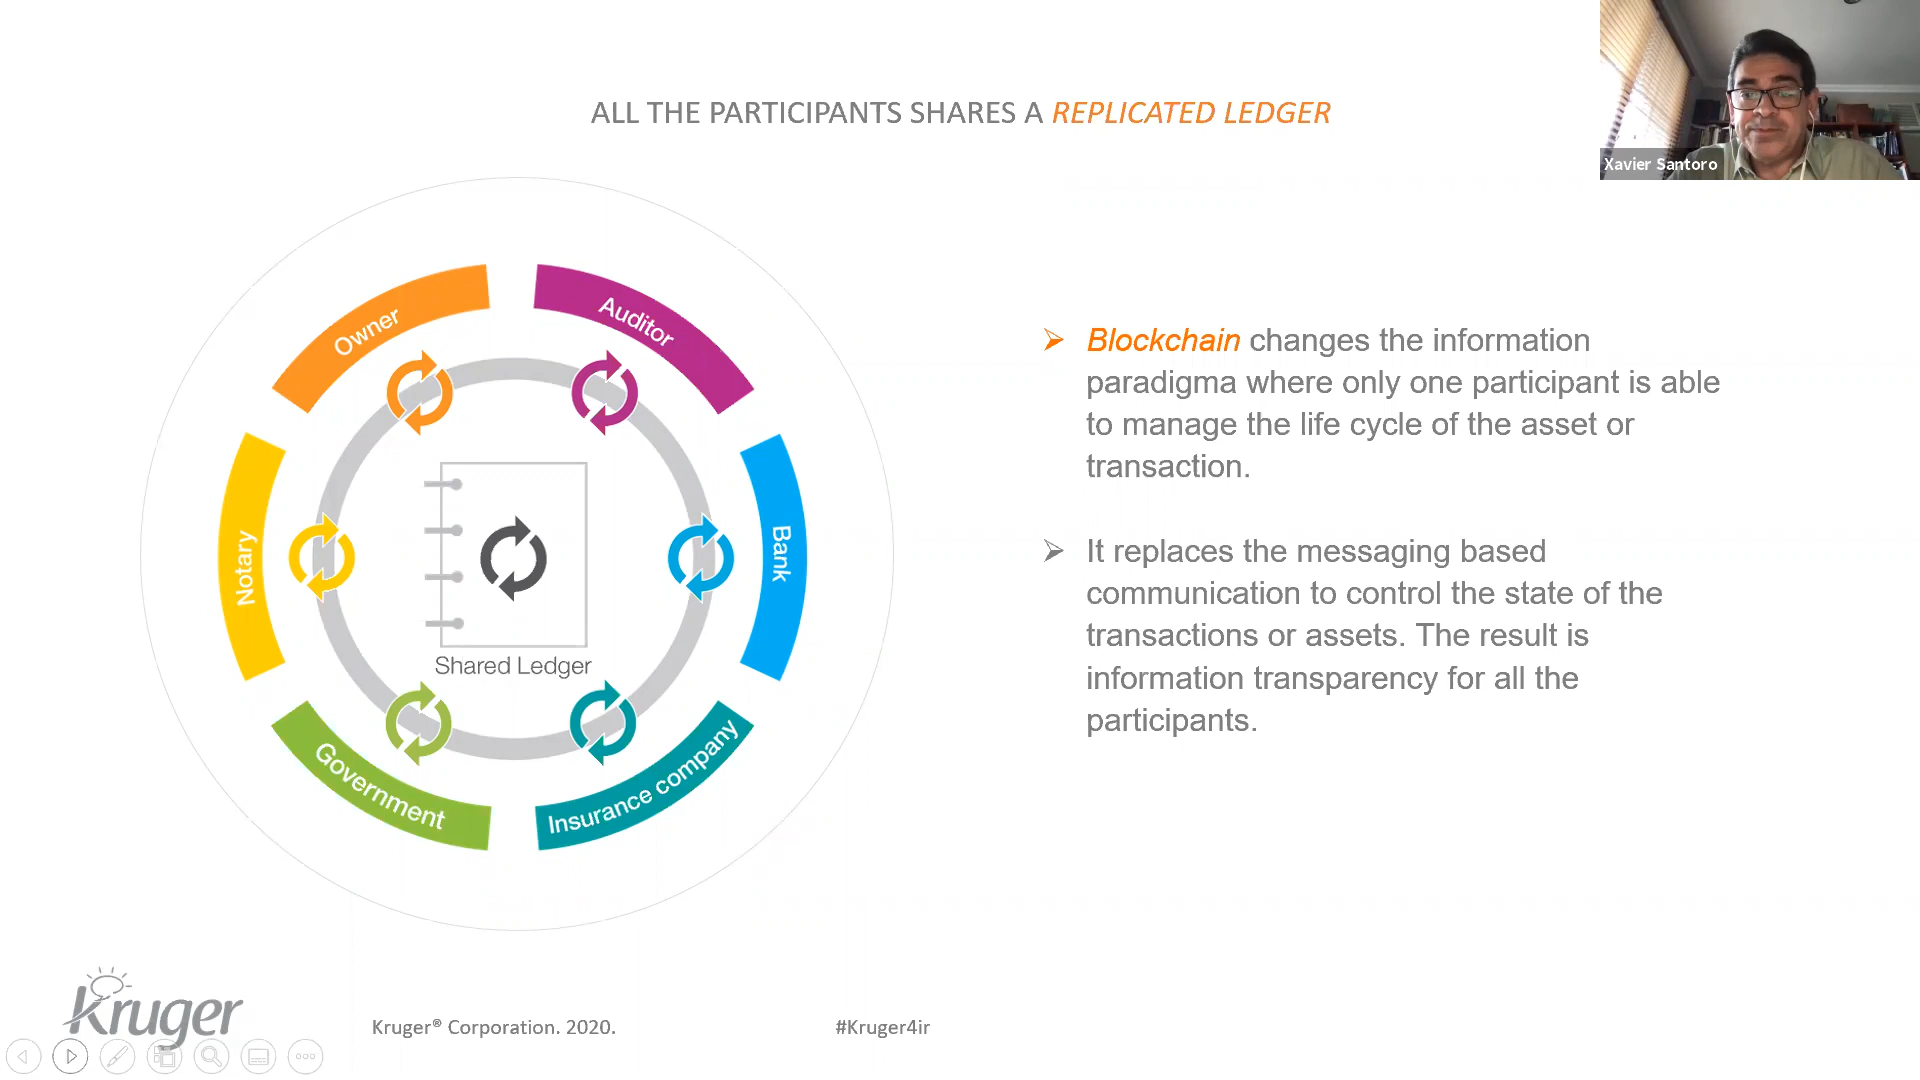 ALL THE PARTICIPANTS SHARES A REPLICATED LEDGER
Xavier Santoro
Owner
Auditor
Notary
Bank
Shared Ledger
Government
Insurance company
Blockchain changes the information
paradigma where only one participant is able
to manage the life cycle of the asset or
transaction.
It replaces the messaging based
communication to control the state of the
transactions or assets. The result is
information transparency for all the
participants.
Kruger
Kruger® Corporation. 2020.
#Kruger4ir